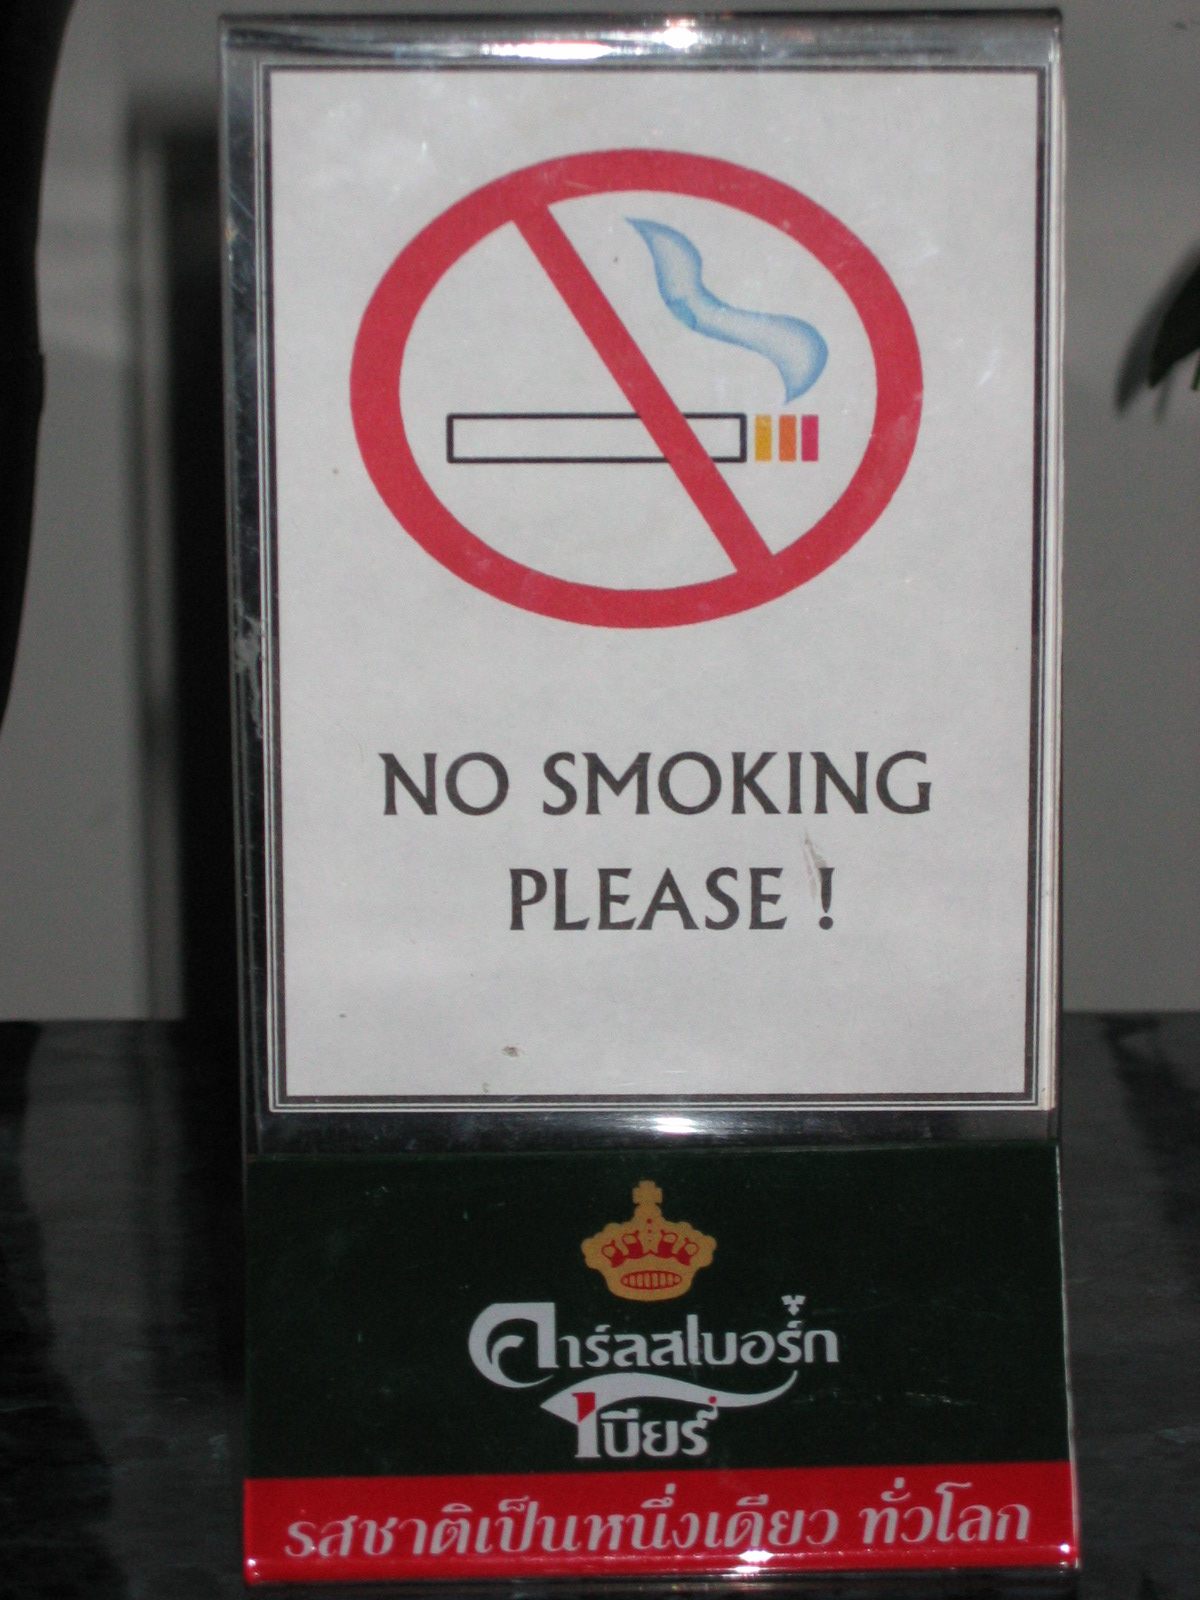 NO SMOKING
PLEASE !
คาร์ลสเบอร์ก
เบียร์
รสชาติเป็นหนึ่งเดียว ทั่วโลก